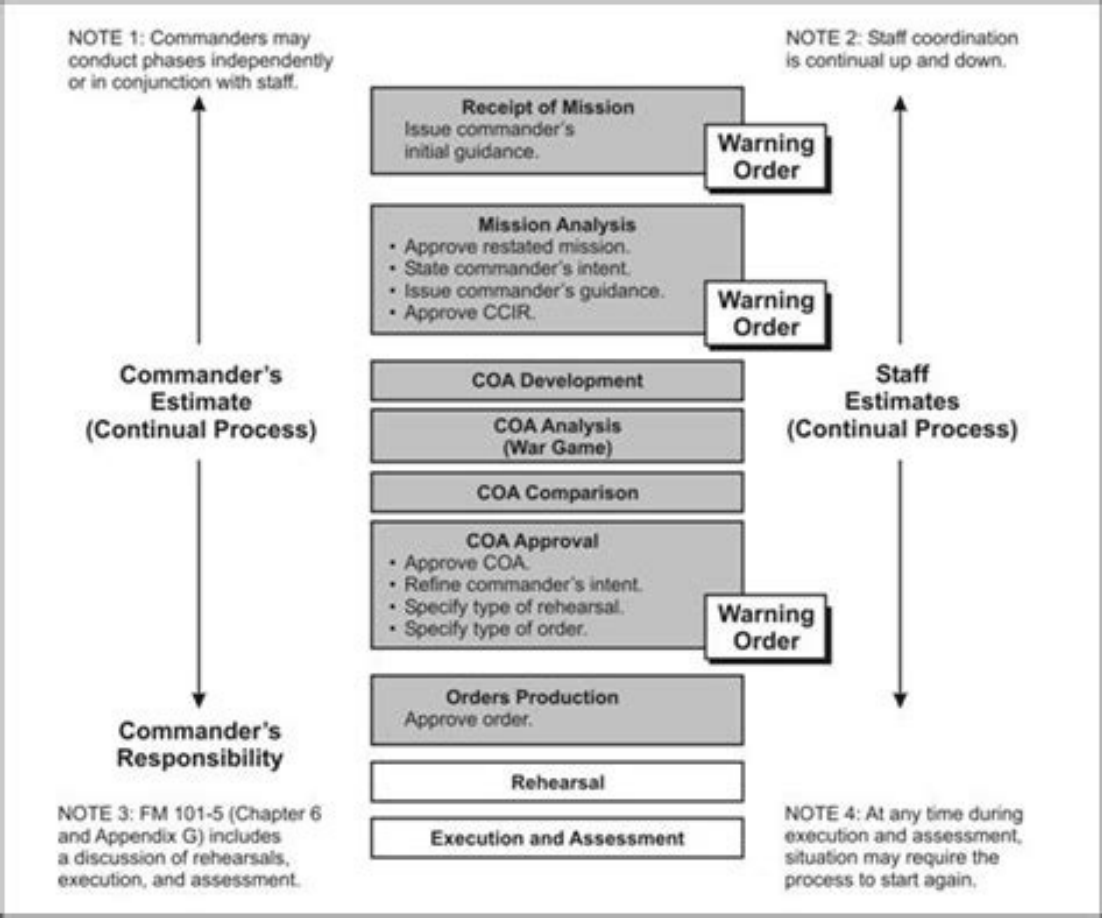 NOTE 1: Commanders may
conduct phases independently
or in conjunction with staff.
NOTE 2: Staff coordination
is continual up and down.
Receipt of Mission
Issue commander's
initial guidance.
Warning
Order
Mission Analysis
• Approve restated mission.
• State commander's intent.
• Issue commander's guidance.
• Approve CCIR.
Warning
Order
Commander's
Estimate
(Continual Process)
COA Development
COA Analysis
(War Game)
COA Comparison
Staff
Estimates
(Continual Process)
COA Approval
• Approve COA.
• Refine commander's intent.
• Specify type of rehearsal.
• Specify type of order.
Warning
Order
Orders Production
Approve order.
Commander's
Responsibility
Rehearsal
Execution and Assessment
NOTE 3: FM 101-5 (Chapter 6
and Appendix G) includes
a discussion of rehearsals,
execution, and assessment.
NOTE 4: At any time during
execution and assessment,
situation may require the
process to start again.